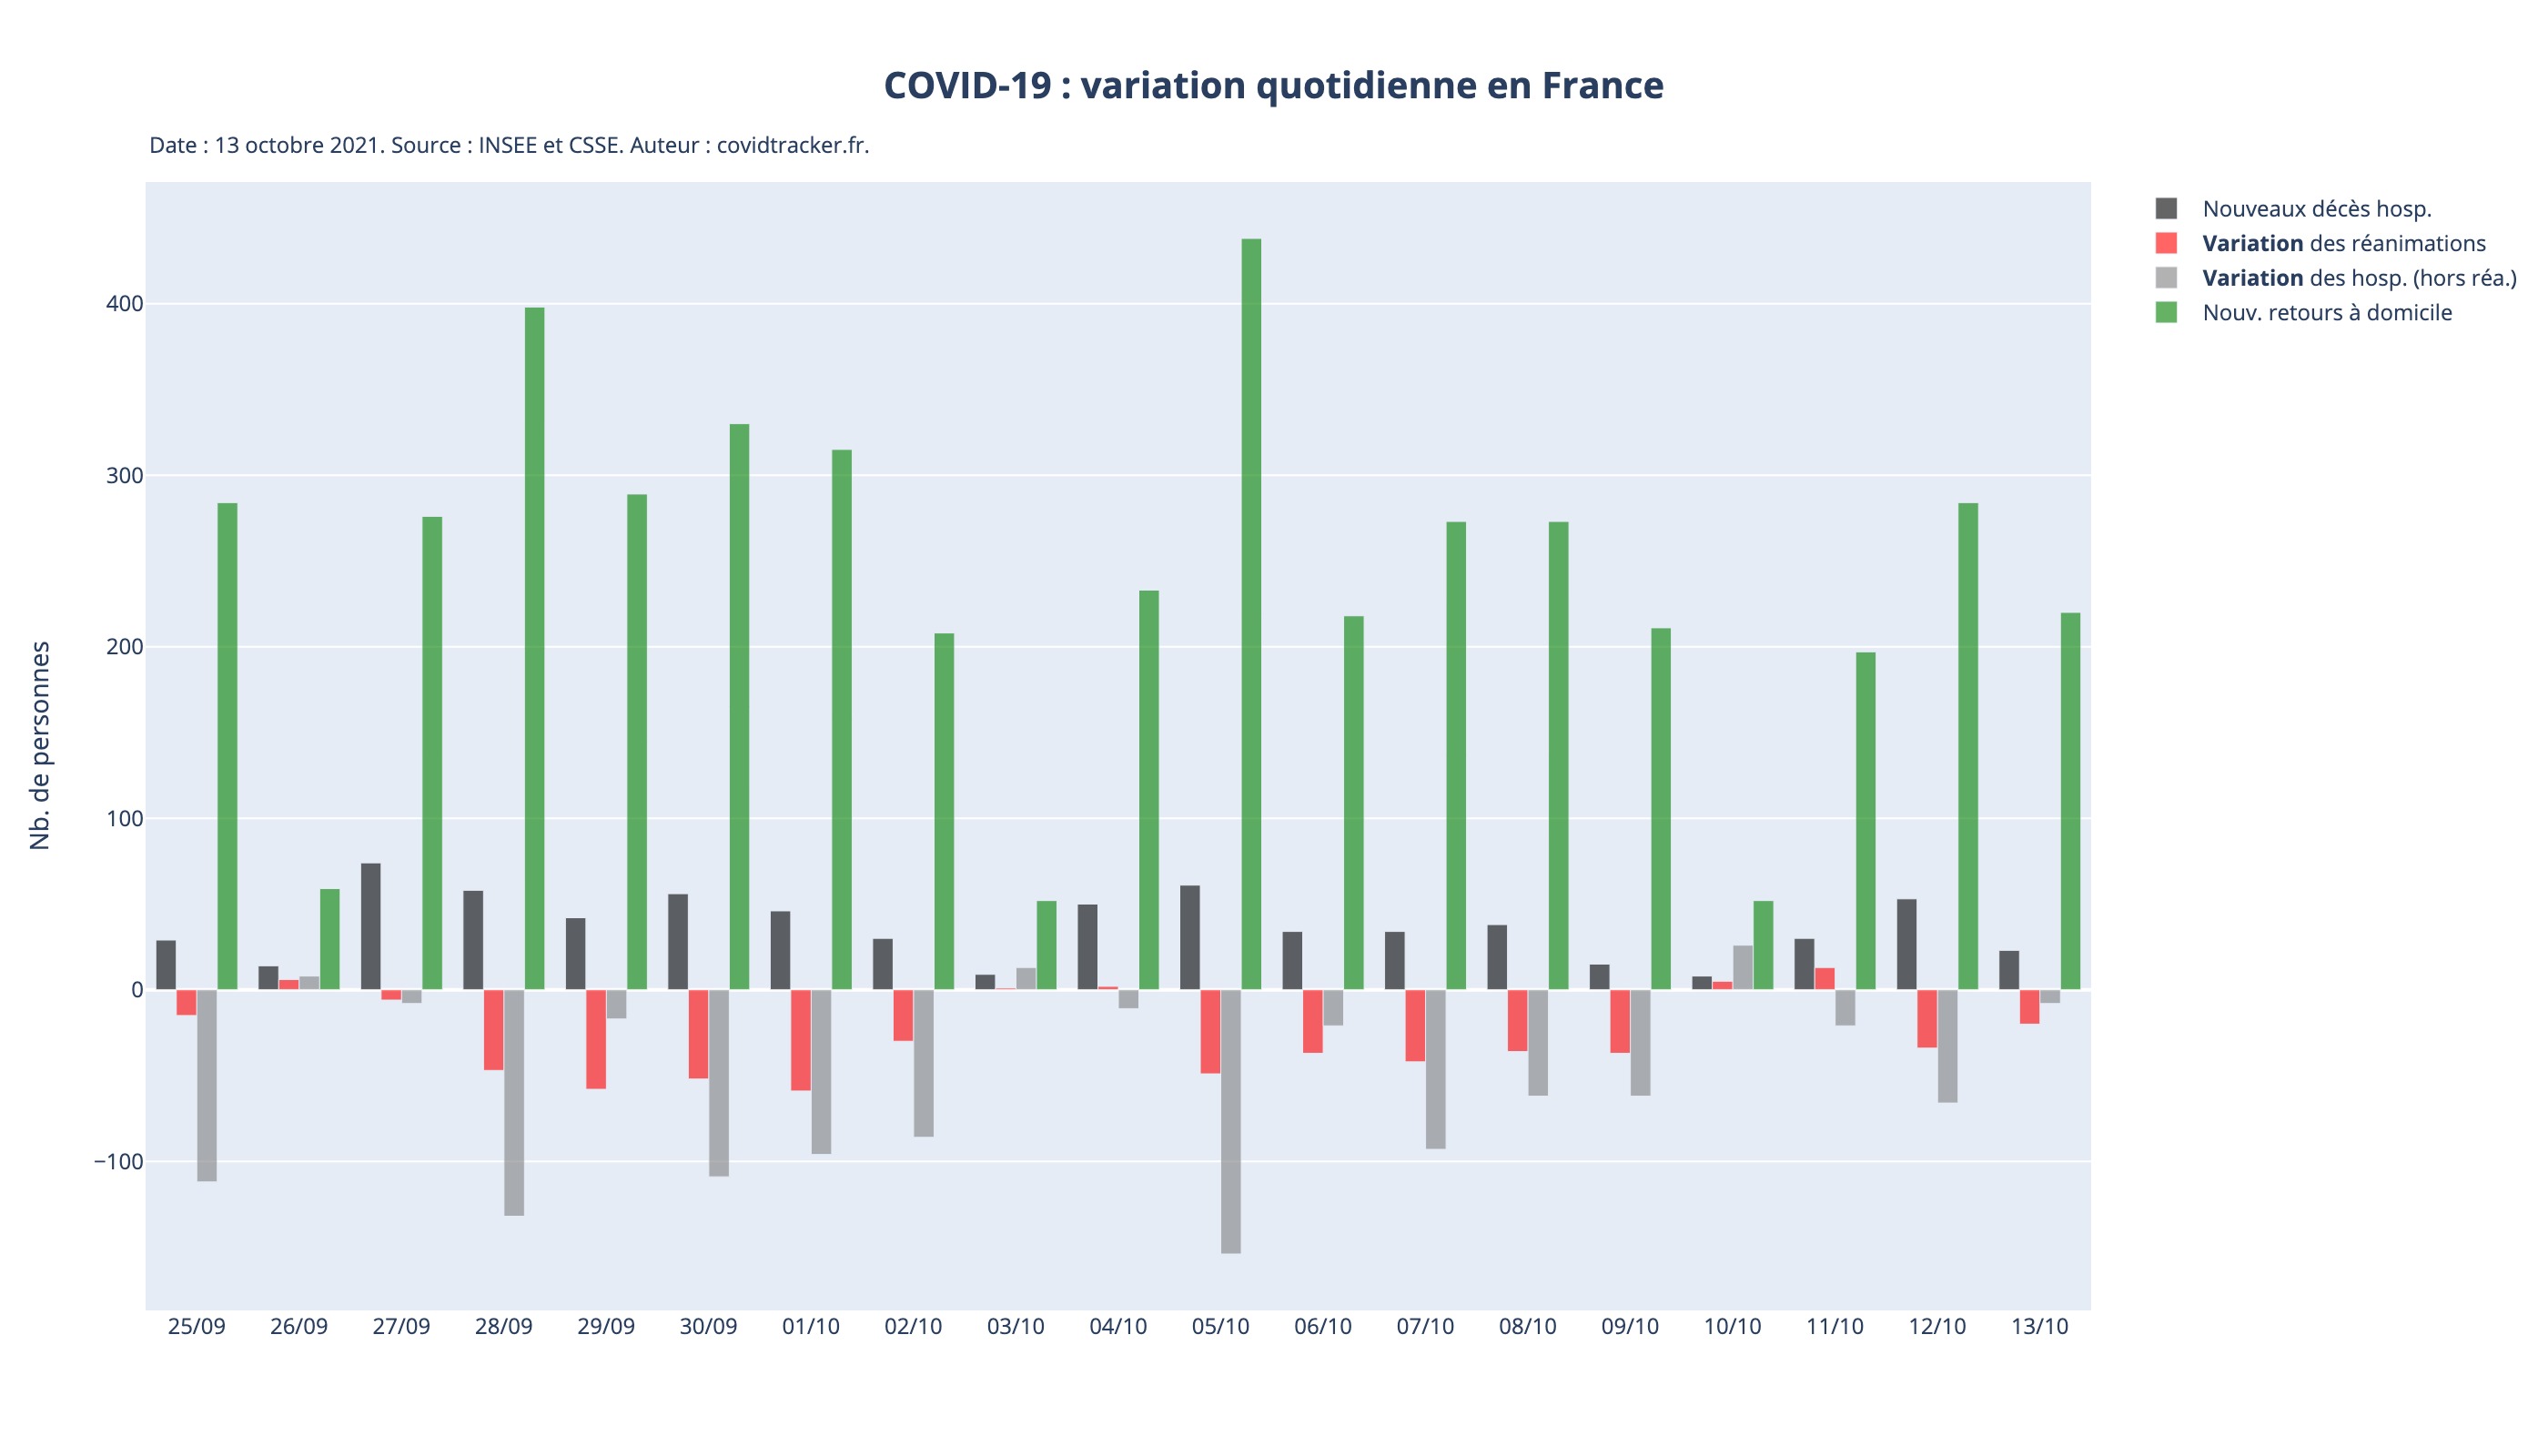 COVID-19 : variation quotidienne en France
Date : 13 octobre 2021. Source : INSEE et CSSE. Auteur : covidtracker.fr.
Nouveaux décès hosp.
Variation des réanimations
Variation des hosp. (hors réa.)
Nouv. retours à domicile
Nb. de personnes
400
300
200
100
0
−100
25/09 26/09 27/09 28/09 29/09 30/09 01/10 02/10 03/10 04/10 05/10 06/10 07/10 08/10 09/10 10/10 11/10 12/10 13/10